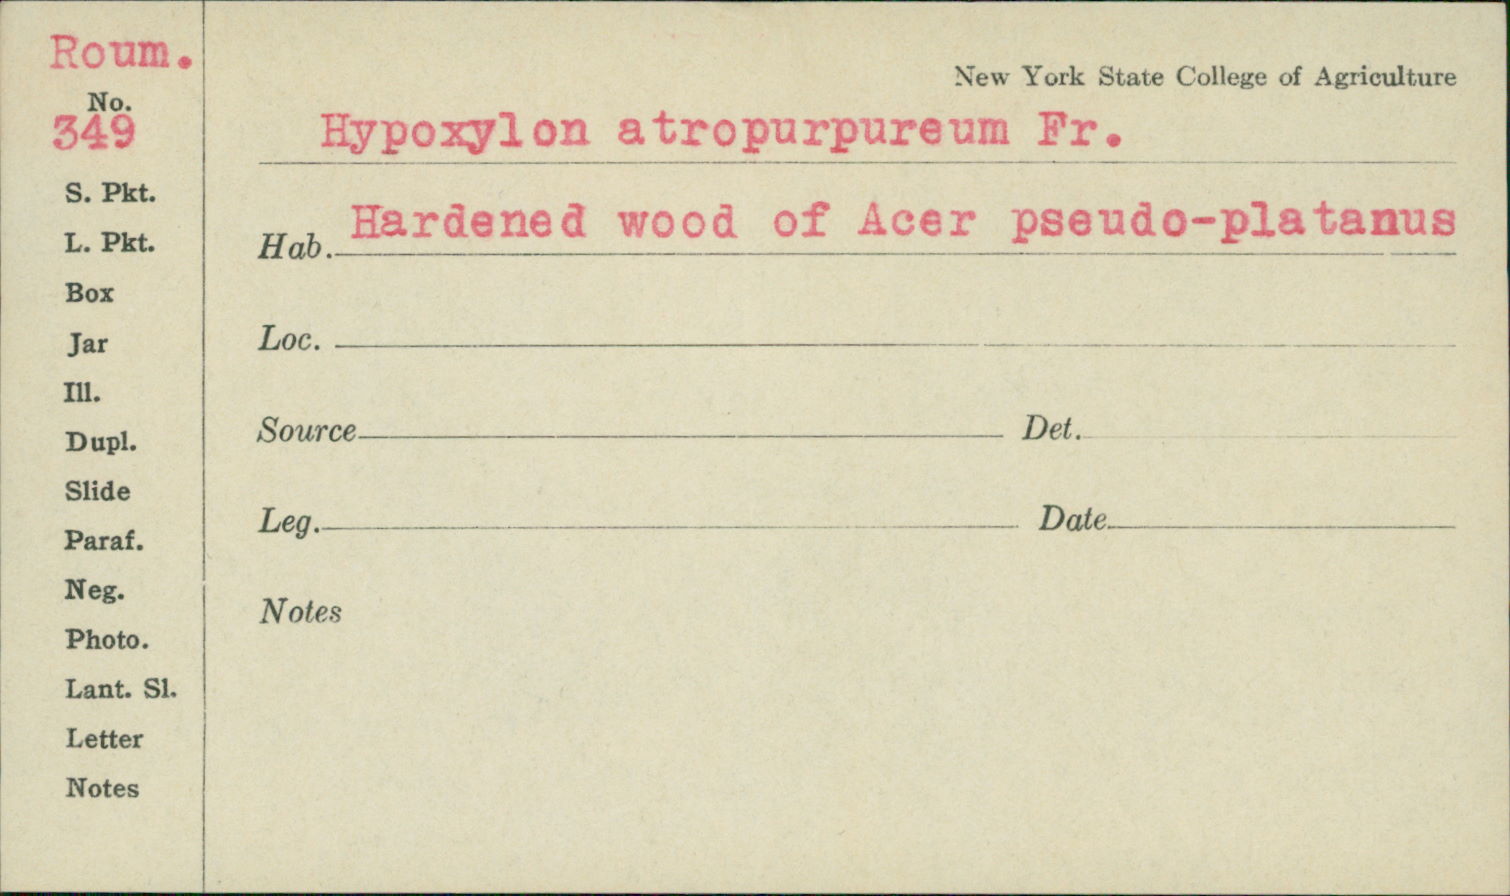 Roum.
No.
349
S. Pkt.
L. Pkt.
Box
Jar
Ill.
Dupl.
Slide
Paraf.
Neg.
Photo.
Lant. Sl.
Letter
Notes
New York State College of Agriculture
Hypoxylon atropurpureum Fr.
Hab. Hardened wood of Acer pseudo-platanus
Loc.
Source Det.
Leg. Date
Notes